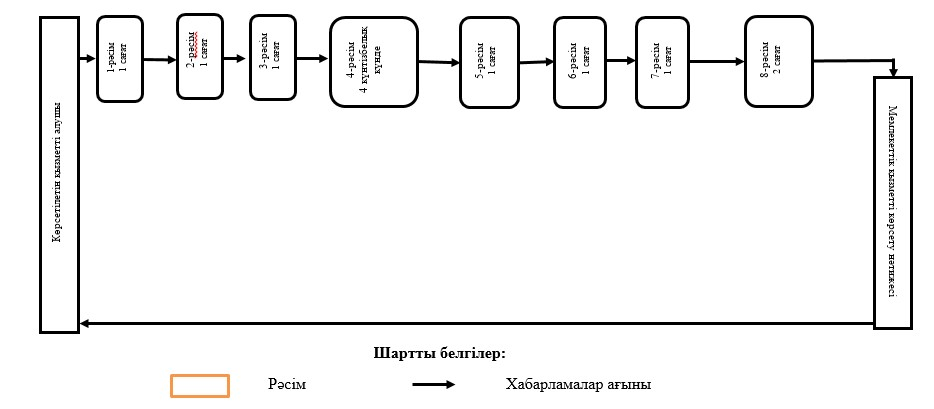 Көрсетілетін қызметті алушы
1-рәсім
1 сағат
2-рәсім
1 сағат
3-рәсім
1 сағат
4-рәсім
4 күнтізбелық
күнде
5-рәсім
1 сағат
6-рәсім
1 сағат
7-рәсім
1 сағат
8-рәсім
2 сағат
Мемлекеттік қызметті көрсету нәтижесі
Шартты белгілер:
Рәсім
Хабарламалар ағыны